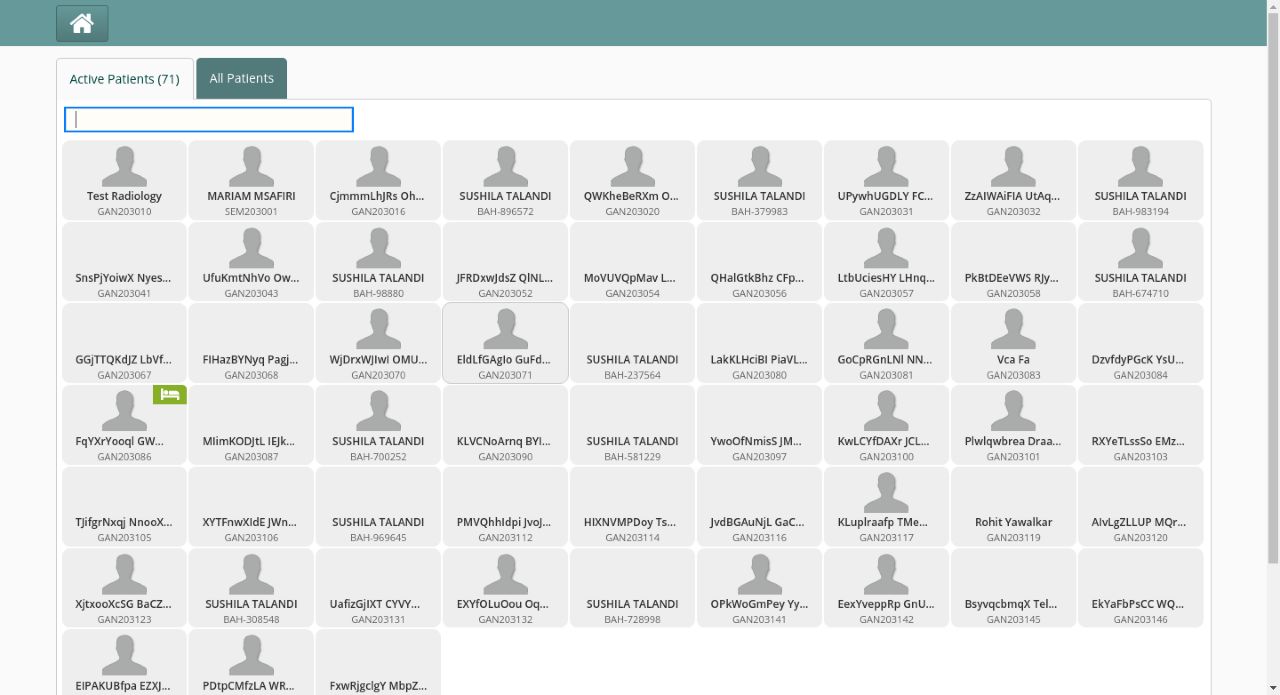 Active Patients (71)
All Patients
Test Radiology
GAN203010
MARIAM MSAFIRI
SEM203001
CjmmmLhJRs Oh...
GAN203016
SUSHILA TALANDI
BAH-896572
QWKheBeRXm O...
GAN203020
SUSHILA TALANDI
BAH-379983
UPywhUGDLY FC...
GAN203031
ZzAIWAiFIA UtAq...
GAN203032
SUSHILA TALANDI
BAH-983194
SnsPjYoiwX Nyes...
GAN203041
UfuKmtNhVo Ow...
GAN203043
SUSHILA TALANDI
BAH-98880
JFRDxwJdsZ QlNL...
GAN203052
MoVUVQpMav L...
GAN203054
QHalGtkBhz CFp...
GAN203056
LtbUciesHY LHnq...
GAN203057
PkBtDEeVWS RJy...
GAN203058
SUSHILA TALANDI
BAH-674710
GGjTTQKdJZ LbVf...
GAN203067
FIHazBYNyq Pagj...
GAN203068
WjDrxWJIwI OMU...
GAN203070
EldLfGAgIo GuFd...
GAN203071
SUSHILA TALANDI
BAH-237564
LakKLHciBI PiaVL...
GAN203080
GoCpRGnLNl NN...
GAN203081
Vca Fa
GAN203083
DzvfdyPGcK YsU...
GAN203084
FqYXrYooql GW...
GAN203086
MIimKODJtL IEJk...
GAN203087
SUSHILA TALANDI
BAH-700252
KLVCNoArnq BYI...
GAN203090
SUSHILA TALANDI
BAH-581229
YwoOfNmisS JM...
GAN203097
KwLCYfDAXr JCL...
GAN203100
Plwlqwbrea Draa...
GAN203101
RXYeTLssSo EMz...
GAN203103
TJifgrNxqj NnooX...
GAN203105
XYTFnwXIdE JWn...
GAN203106
SUSHILA TALANDI
BAH-969645
PMVQhhIdpi JvoJ...
GAN203112
HIXNVMPDoy Ts...
GAN203114
JvdBGAuNjL GaC...
GAN203116
KLuplraafp TMe...
GAN203117
Rohit Yawalkar
GAN203119
AIvLgZLLUP MQr...
GAN203120
XjtxooXcSG BaCZ...
GAN203123
SUSHILA TALANDI
BAH-308548
UafizGjIXT CYVY...
GAN203131
EXYfOLuOou Oq...
GAN203132
SUSHILA TALANDI
BAH-728998
OPkWoGmPey Yy...
GAN203141
EexYveppRp GnU...
GAN203142
BsyvqcbmqX Tel...
GAN203145
EkYaFbPsCC WQ...
GAN203146
EIPAKUBfpa EZXJ...
PDtpCMfzLA WR...
FxwRjgclgY MbpZ...